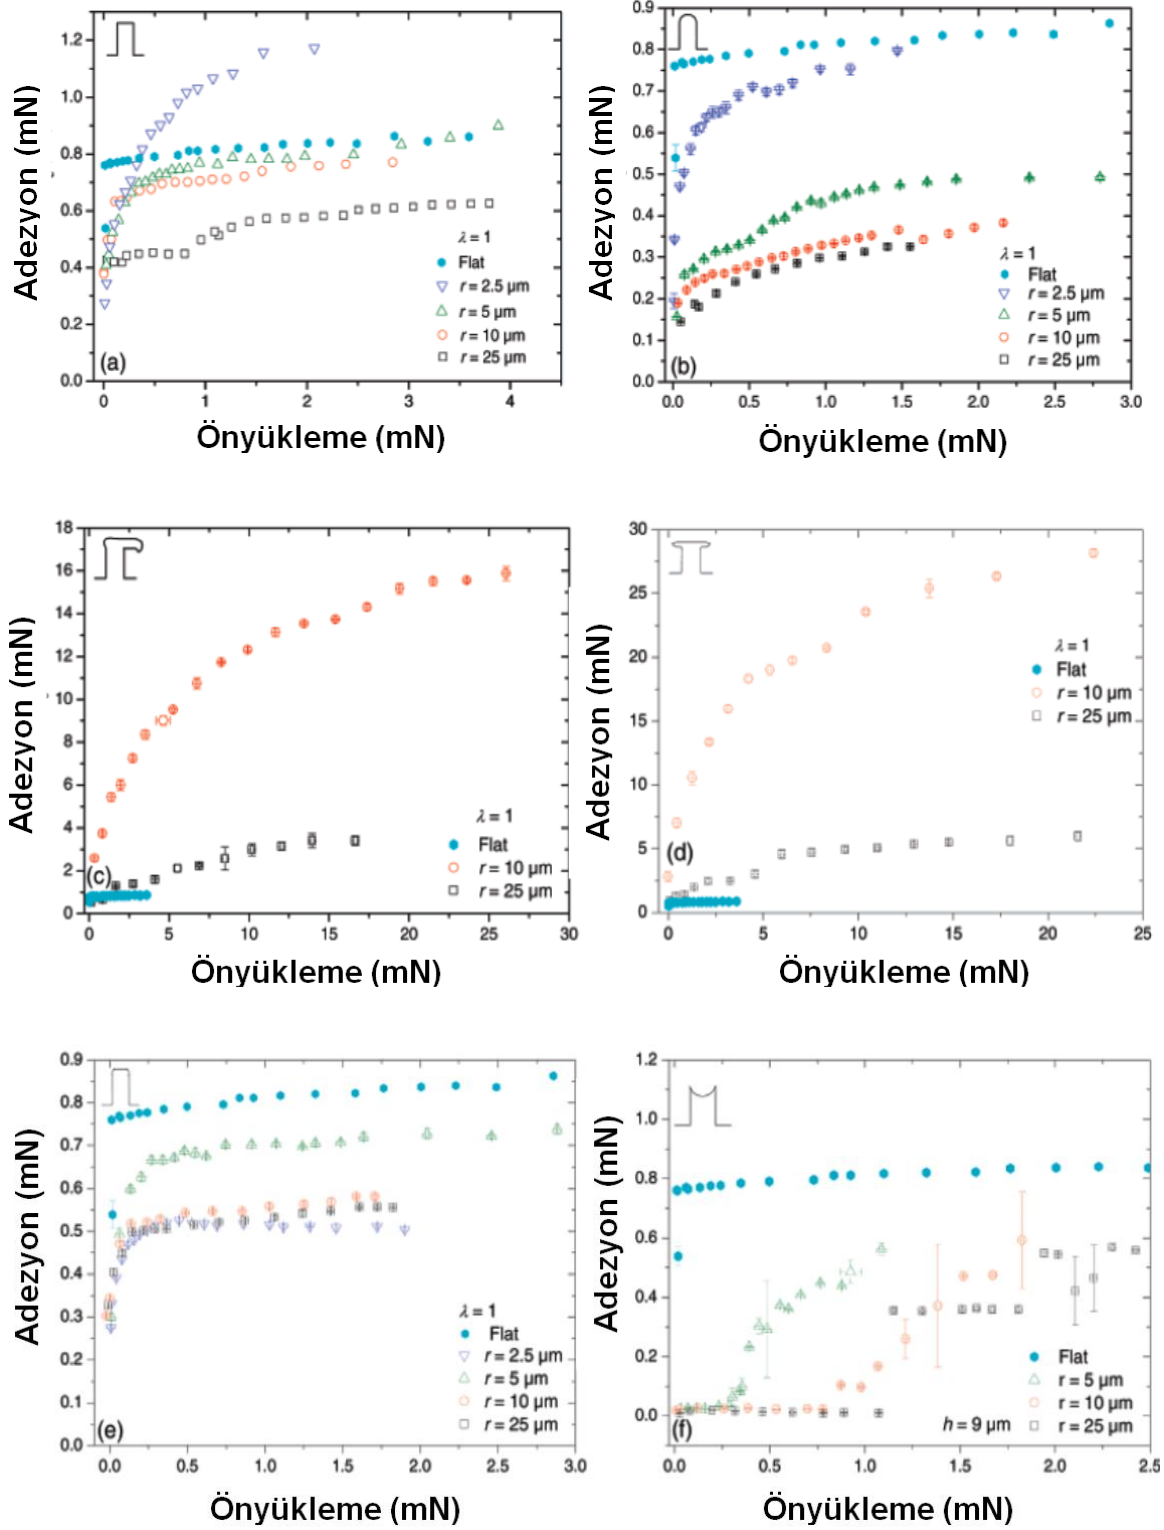 Adezyon (mN)
1.2
1.0
0.8
0.6
0.4
0.2
0.0
λ = 1
Flat
r = 2.5 µm
r = 5 µm
r = 10 µm
r = 25 µm
(a)
0 1 2 3 4
Önyükleme (mN)
Adezyon (mN)
0.9
0.8
0.7
0.6
0.5
0.4
0.3
0.2
0.1
0.0
λ = 1
Flat
r = 2.5 µm
r = 5 µm
r = 10 µm
r = 25 µm
(b)
0.0 0.5 1.0 1.5 2.0 2.5 3.0
Önyükleme (mN)
Adezyon (mN)
18
16
14
12
10
8
6
4
2
0
λ = 1
Flat
r = 10 µm
r = 25 µm
(c)
0 5 10 15 20 25 30
Önyükleme (mN)
Adezyon (mN)
30
25
20
15
10
5
0
λ = 1
Flat
r = 10 µm
r = 25 µm
(d)
0 5 10 15 20 25
Önyükleme (mN)
Adezyon (mN)
0.9
0.8
0.7
0.6
0.5
0.4
0.3
0.2
0.1
0.0
λ = 1
Flat
r = 2.5 µm
r = 5 µm
r = 10 µm
r = 25 µm
(e)
0.0 0.5 1.0 1.5 2.0 2.5 3.0
Önyükleme (mN)
Adezyon (mN)
1.2
1.0
0.8
0.6
0.4
0.2
0.0
Flat
r = 5 µm
r = 10 µm
h = 9 µm r = 25 µm
(f)
0.0 0.5 1.0 1.5 2.0 2.5
Önyükleme (mN)